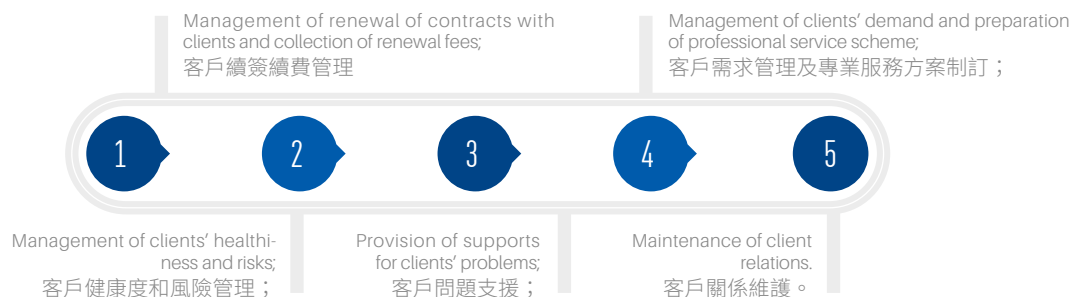 Management of renewal of contracts with
clients and collection of renewal fees;
客戶續簽續費管理
Management of clients’ demand and preparation
of professional service scheme;
客戶需求管理及專業服務方案制訂；
1
2
3
4
5
Management of clients’ healthi-
ness and risks;
客戶健康度和風險管理；
Provision of supports
for clients’ problems;
客戶問題支援；
Maintenance of client
relations.
客戶關係維護。